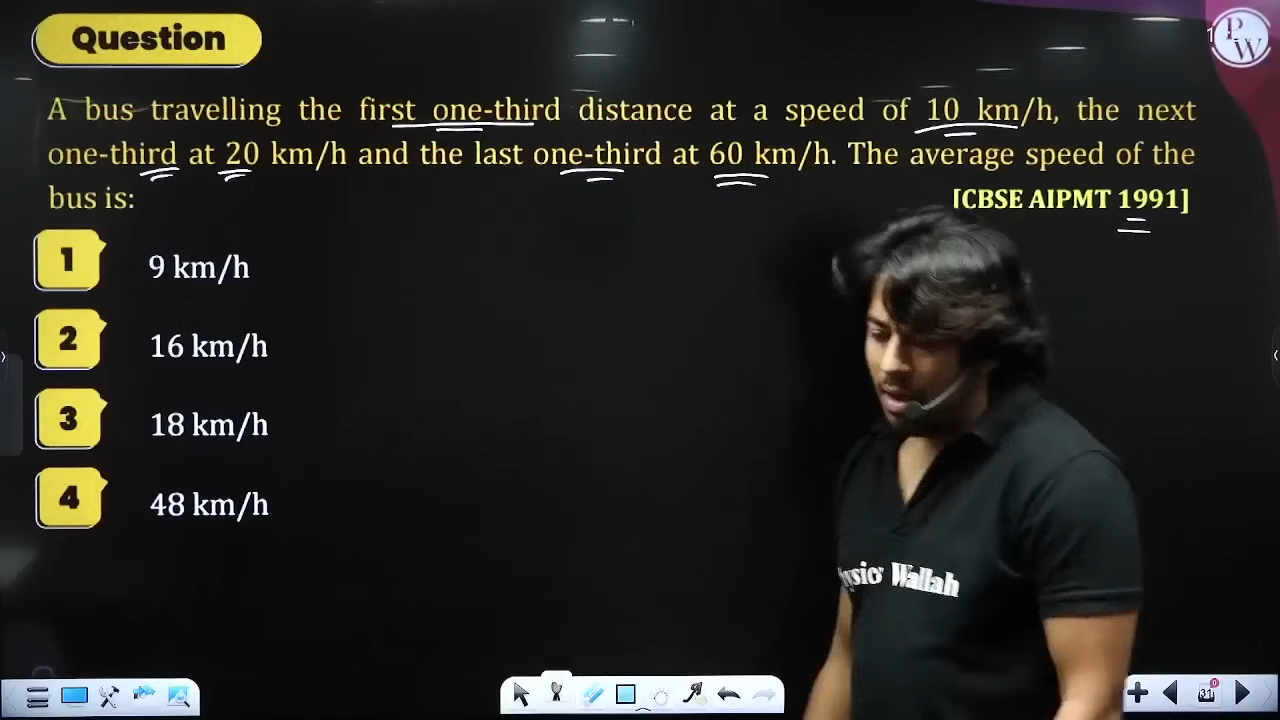 Question
A bus travelling the first one-third distance at a speed of 10 km/h, the next
one-third at 20 km/h and the last one-third at 60 km/h. The average speed of the
bus is: [CBSE AIPMT 1991]
1 9 km/h
2 16 km/h
3 18 km/h
4 48 km/h
Wallah
PW
31